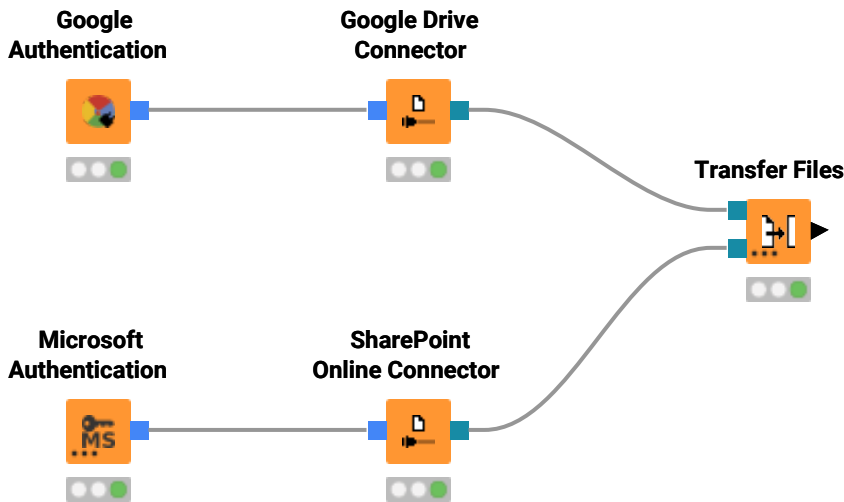 Google
Authentication
Google Drive
Connector
Transfer Files
Microsoft
Authentication
MS
SharePoint
Online Connector